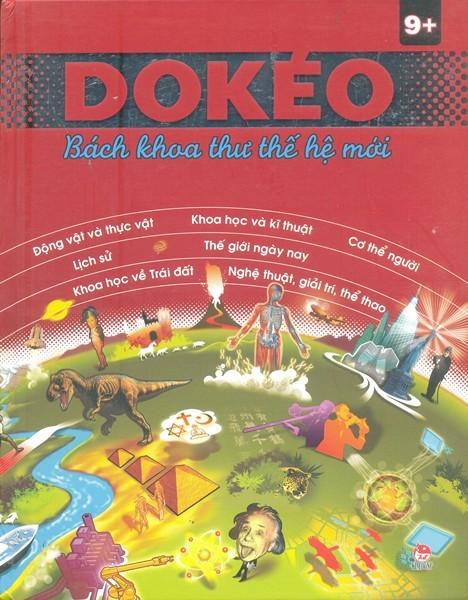 9+
DOKÉO
Bách khoa thư thế hệ mới
Động vật và thực vật
Khoa học và kĩ thuật
Cơ thể người
Lịch sử
Thế giới ngày nay
Khoa học về Trái đất
Nghệ thuật, giải trí, thể thao